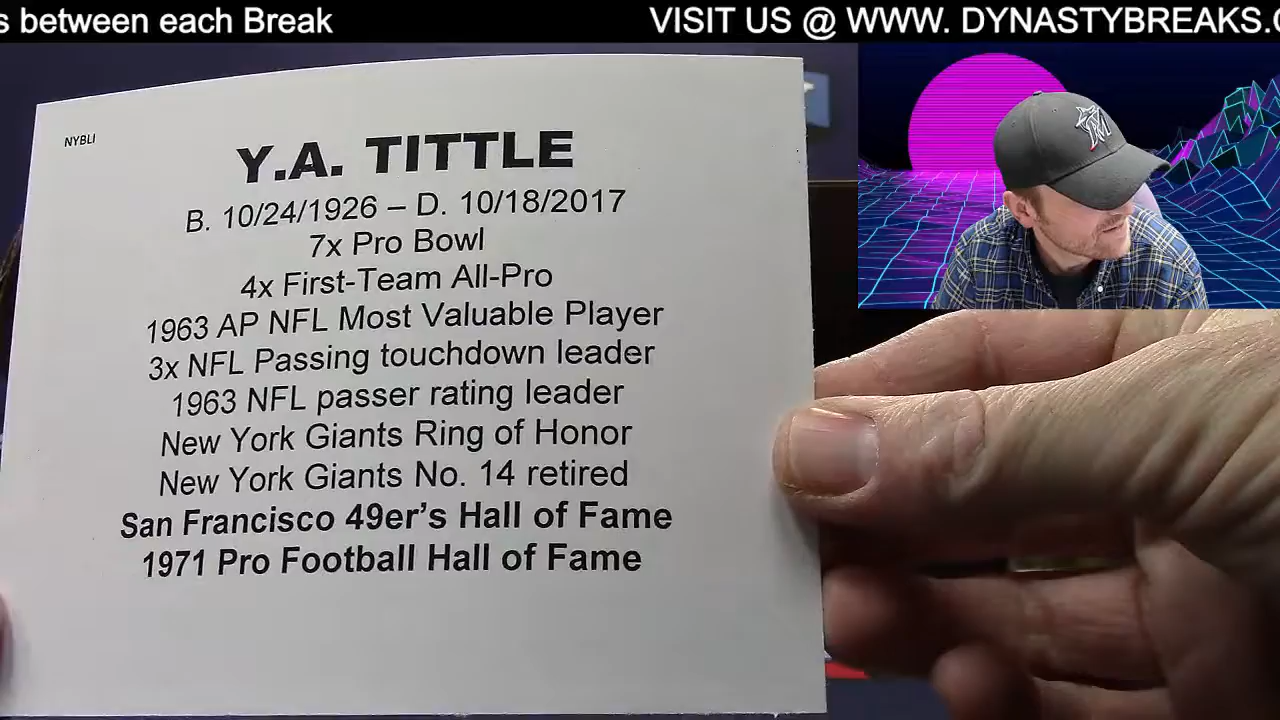 s between each Break
VISIT US @ WWW. DYNASTYBREAKS.C
NYBLI
Y.A. TITTLE
B. 10/24/1926 – D. 10/18/2017
7x Pro Bowl
4x First-Team All-Pro
1963 AP NFL Most Valuable Player
3x NFL Passing touchdown leader
1963 NFL passer rating leader
New York Giants Ring of Honor
New York Giants No. 14 retired
San Francisco 49er’s Hall of Fame
1971 Pro Football Hall of Fame